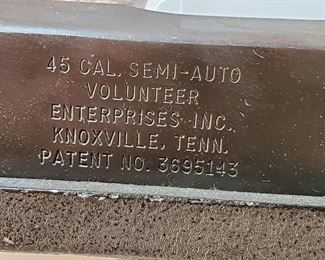 45 CAL. SEMI-AUTO
VOLUNTEER
ENTERPRISES INC.
KNOXVILLE, TENN.
PATENT NO. 3695143